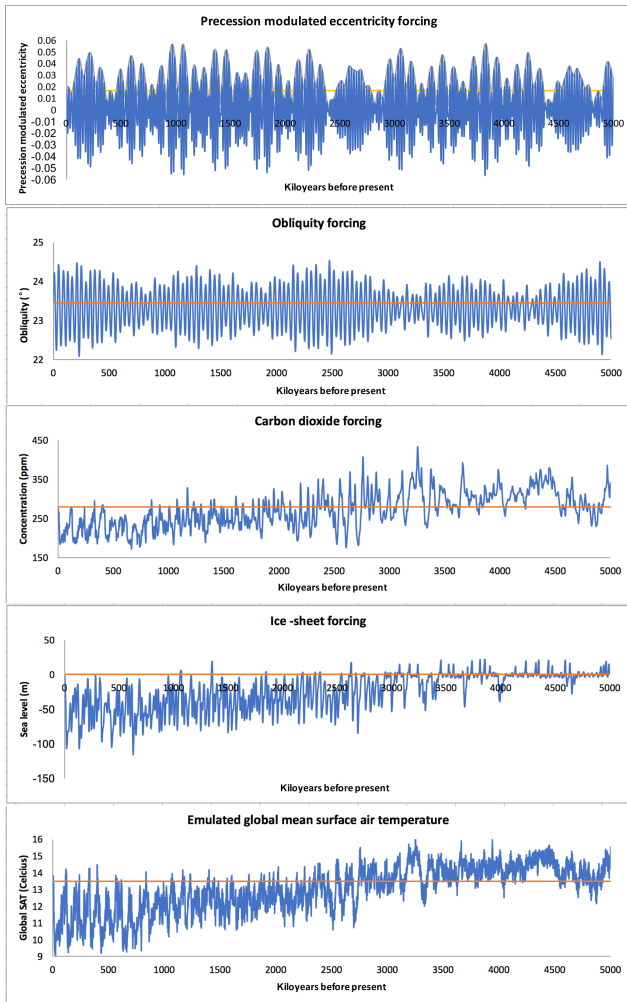 Precession modulated eccentricity forcing
Precession modulated eccentricity
0.06
0.05
0.04
0.03
0.02
0.01
0.00
-0.01
-0.02
-0.03
-0.04
-0.05
-0.06
0 500 1000 1500 2000 2500 3000 3500 4000 4500 5000
Kiloyears before present
Obliquity forcing
Obliquity (°)
25
24
23
22
0 500 1000 1500 2000 2500 3000 3500 4000 4500 5000
Kiloyears before present
Carbon dioxide forcing
Concentration (ppm)
450
350
250
150
0 500 1000 1500 2000 2500 3000 3500 4000 4500 5000
Kiloyears before present
Ice -sheet forcing
Sea level (m)
50
0
-50
-100
-150
0 500 1000 1500 2000 2500 3000 3500 4000 4500 5000
Kiloyears before present
Emulated global mean surface air temperature
Global SAT (Celcius)
16
15
14
13
12
11
10
9
0 500 1000 1500 2000 2500 3000 3500 4000 4500 5000
Kiloyears before present